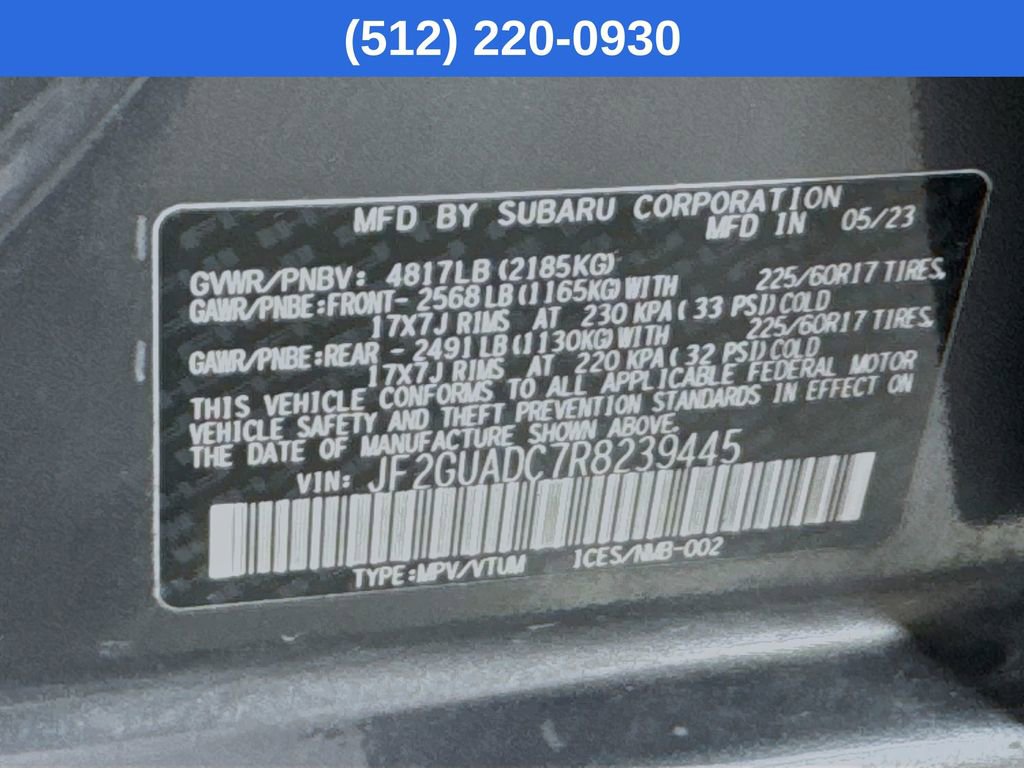 (512) 220-0930
MFD BY SUBARU CORPORATION
MFD IN 05/23
GVWR/PNBV: 4817LB (2185KG)
GAWR/PNBE:FRONT- 2568LB (1165KG) WITH 225/60R17 TIRES,
17X7J RIMS AT 230 KPA ( 33 PSI) COLD
GAWR/PNBE:REAR - 2491LB (1130KG) WITH 225/60R17 TIRES,
17X7J RIMS AT 220 KPA ( 32 PSI) COLD
THIS VEHICLE CONFORMS TO ALL APPLICABLE FEDERAL MOTOR
VEHICLE SAFETY AND THEFT PREVENTION STANDARDS IN EFFECT ON
THE DATE OF MANUFACTURE SHOWN ABOVE.
VIN: JF2GUADC7R8239445
TYPE:MPV/VTUM ICES/NMB-002